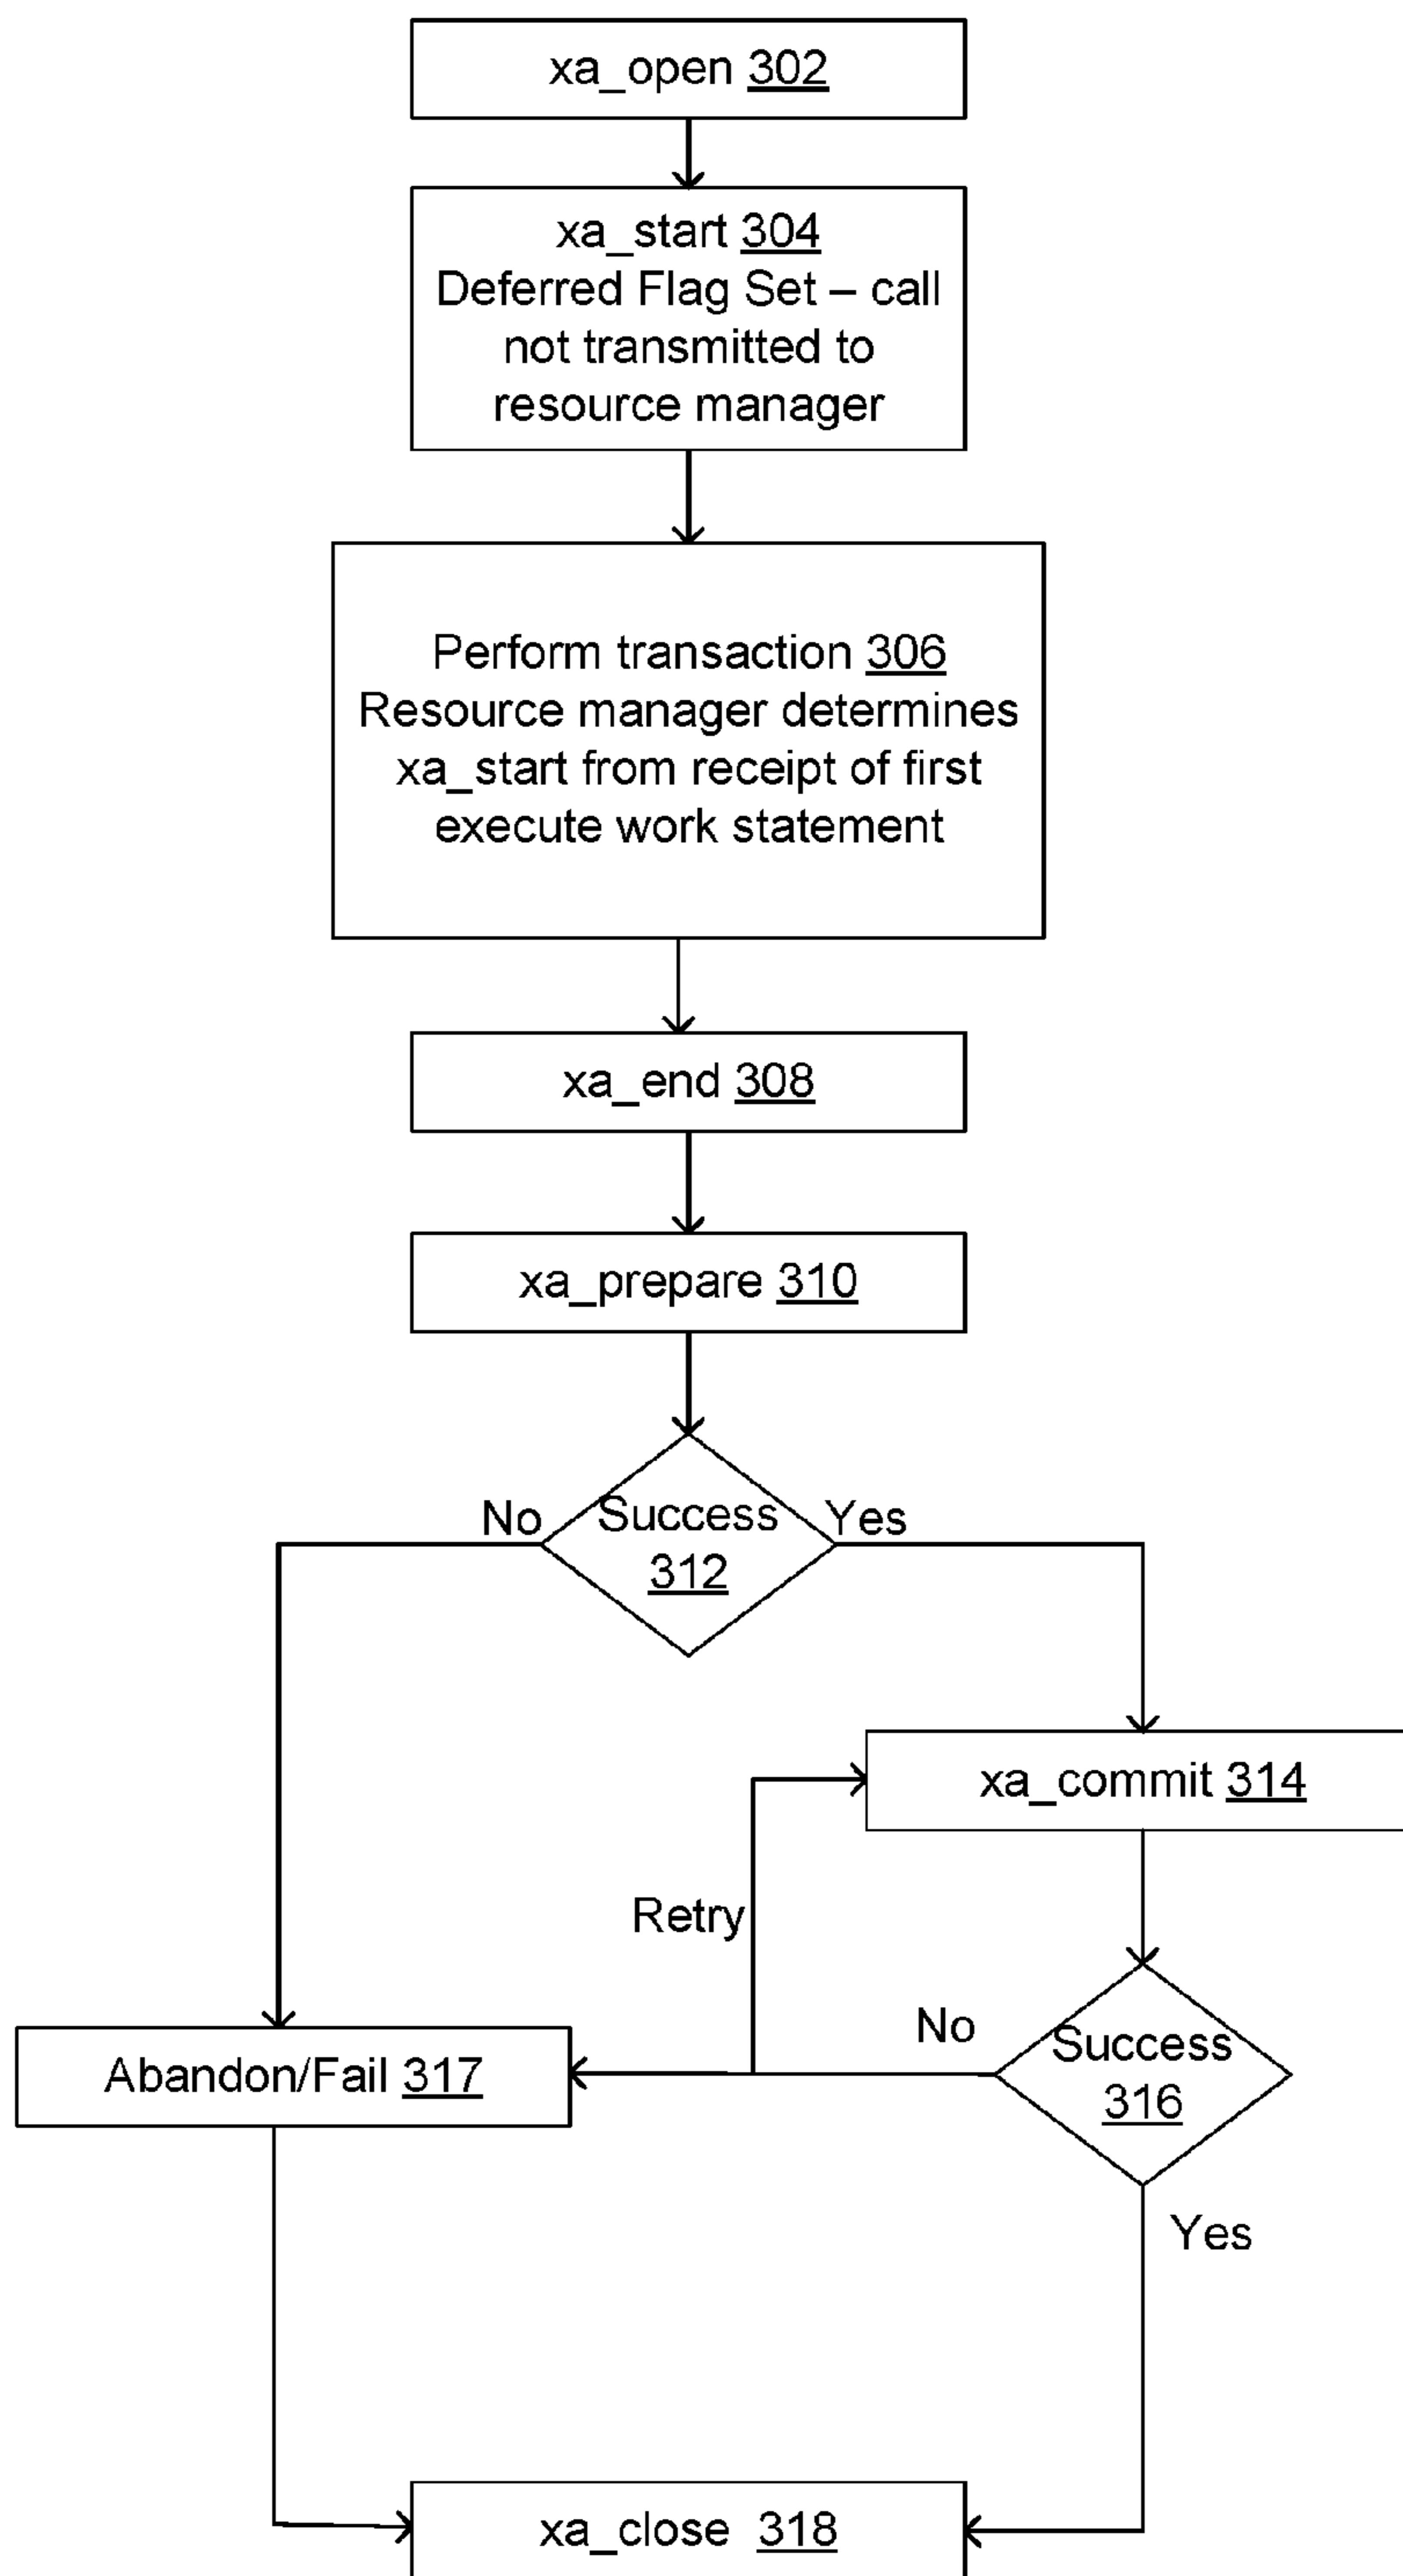 xa_open 302
xa_start 304
Deferred Flag Set – call
not transmitted to
resource manager
Perform transaction 306
Resource manager determines
xa_start from receipt of first
execute work statement
xa_end 308
xa_prepare 310
No
Success
312
Yes
xa_commit 314
Retry
No
Success
316
Abandon/Fail 317
Yes
xa_close 318